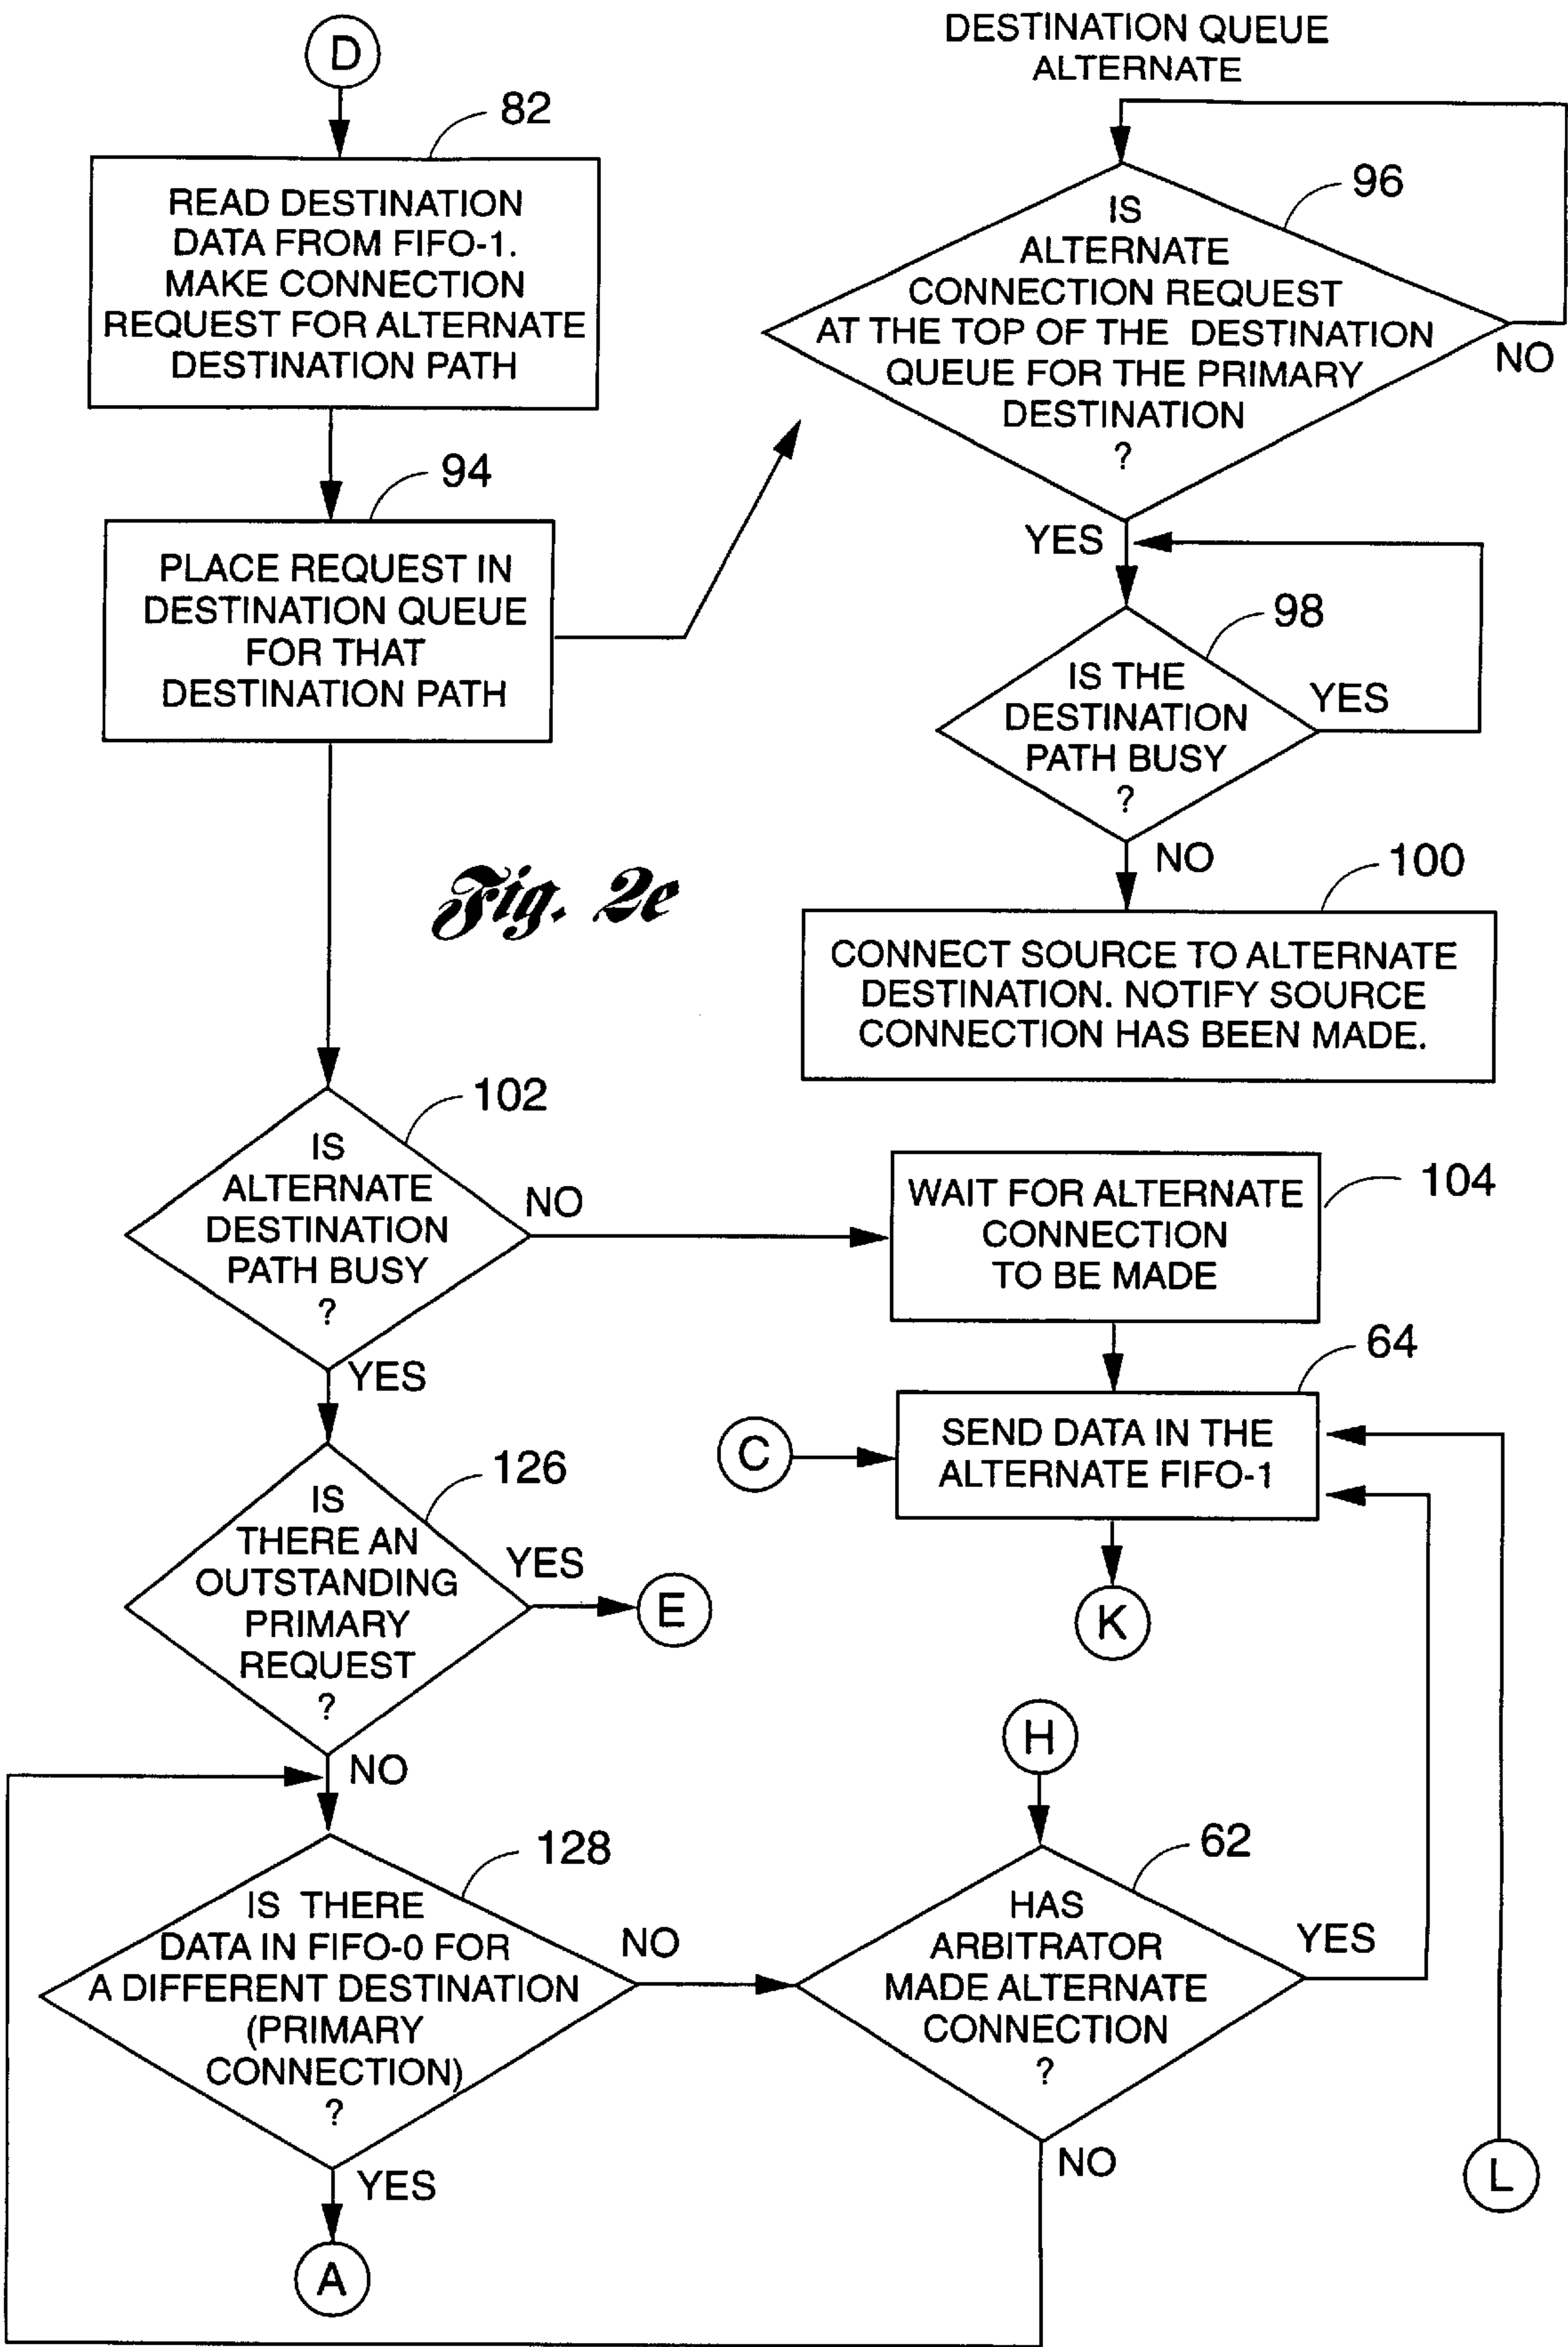 D
82
READ DESTINATION
DATA FROM FIFO-1.
MAKE CONNECTION
REQUEST FOR ALTERNATE
DESTINATION PATH
94
PLACE REQUEST IN
DESTINATION QUEUE
FOR THAT
DESTINATION PATH
DESTINATION QUEUE
ALTERNATE
96
IS
ALTERNATE
CONNECTION REQUEST
AT THE TOP OF THE DESTINATION
QUEUE FOR THE PRIMARY
DESTINATION
?
NO
YES
98
IS THE
DESTINATION
PATH BUSY
?
YES
NO
100
CONNECT SOURCE TO ALTERNATE
DESTINATION. NOTIFY SOURCE
CONNECTION HAS BEEN MADE.
Fig. 2e
102
IS
ALTERNATE
DESTINATION
PATH BUSY
?
NO
YES
104
WAIT FOR ALTERNATE
CONNECTION
TO BE MADE
64
C
SEND DATA IN THE
ALTERNATE FIFO-1
K
126
IS
THERE AN
OUTSTANDING
PRIMARY
REQUEST
?
YES
E
NO
128
IS THERE
DATA IN FIFO-0 FOR
A DIFFERENT DESTINATION
(PRIMARY
CONNECTION)
?
NO
YES
A
H
62
HAS
ARBITRATOR
MADE ALTERNATE
CONNECTION
?
YES
NO
L